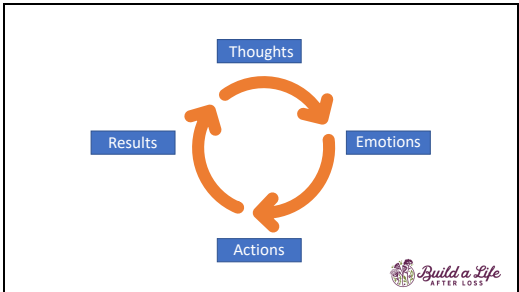 Thoughts
Results
Emotions
Actions
Build a Life
AFTER LOSS